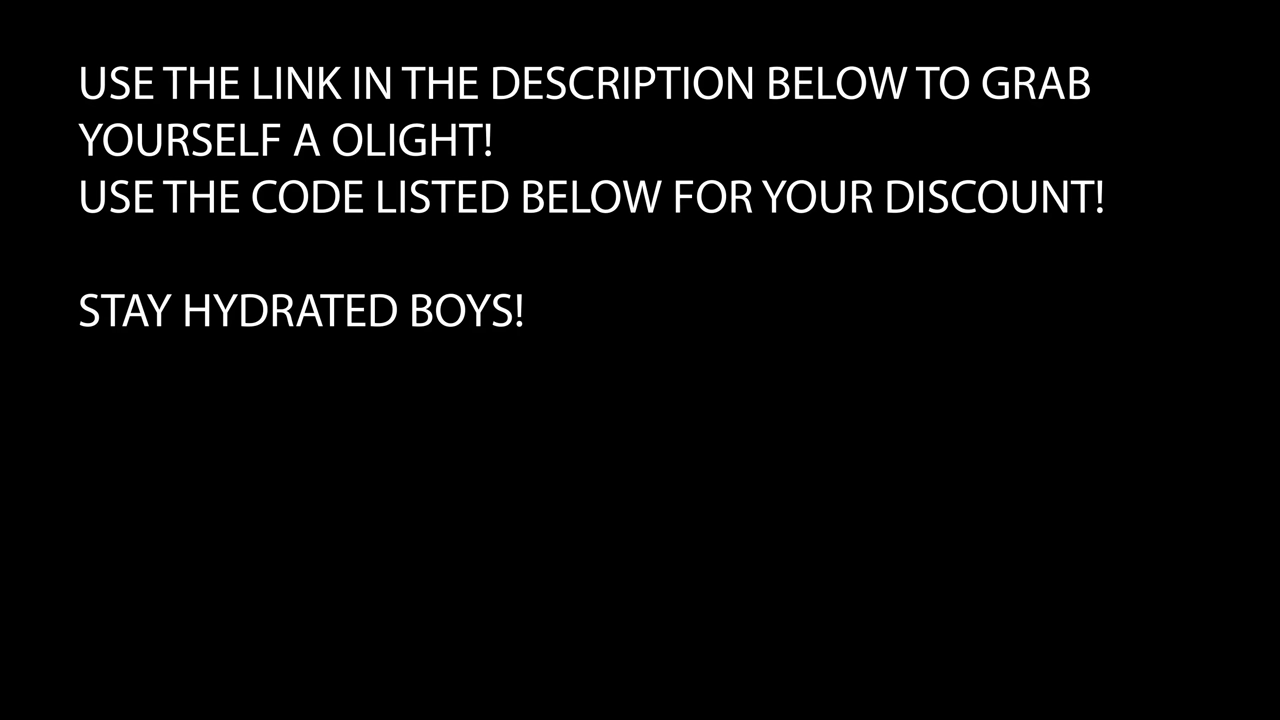 USE THE LINK IN THE DESCRIPTION BELOW TO GRAB
YOURSELF A OLIGHT!
USE THE CODE LISTED BELOW FOR YOUR DISCOUNT!
STAY HYDRATED BOYS!